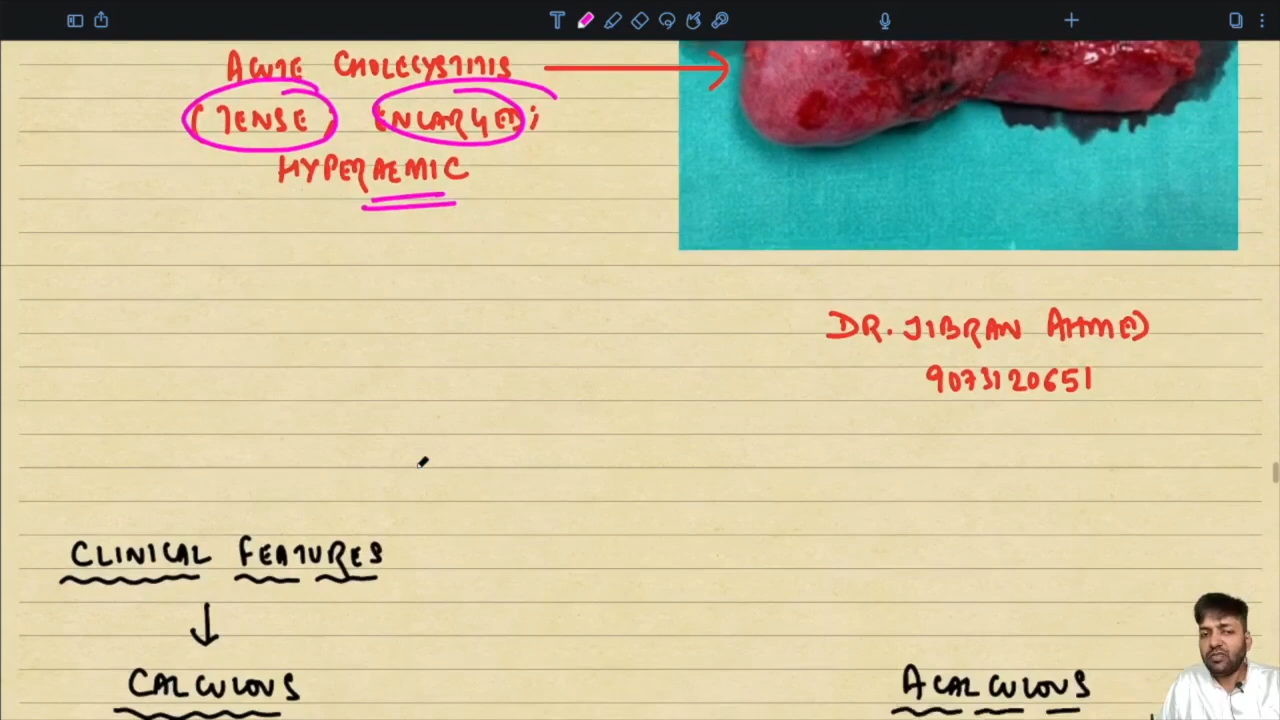 ACUTE CHOLECYSTITIS
( TENSE ; ENLARGED;
HYPERAEMIC
DR. JIBRAN AHMED
9073120651
CLINICAL FEATURES
CALCULOUS
ACALCULOUS